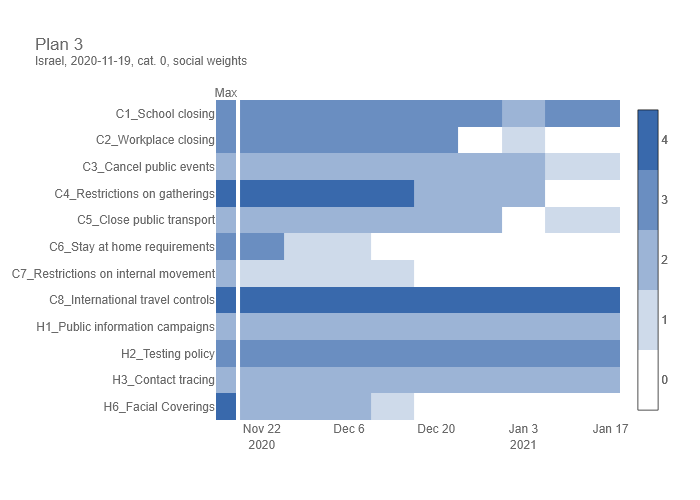 Plan 3
Israel, 2020-11-19, cat. 0, social weights
Max
C1_School closing
C2_Workplace closing
C3_Cancel public events
C4_Restrictions on gatherings
C5_Close public transport
C6_Stay at home requirements
C7_Restrictions on internal movement
C8_International travel controls
H1_Public information campaigns
H2_Testing policy
H3_Contact tracing
H6_Facial Coverings
Nov 22 Dec 6 Dec 20 Jan 3 Jan 17
2020 2021
4
3
2
1
0